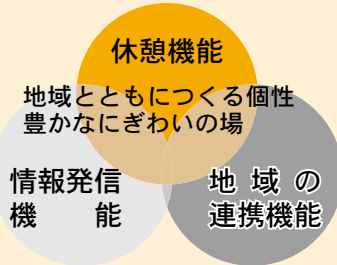 休憩機能
地域とともにつくる個性
豊かなにぎわいの場
情報発信
機能
地域の
連携機能